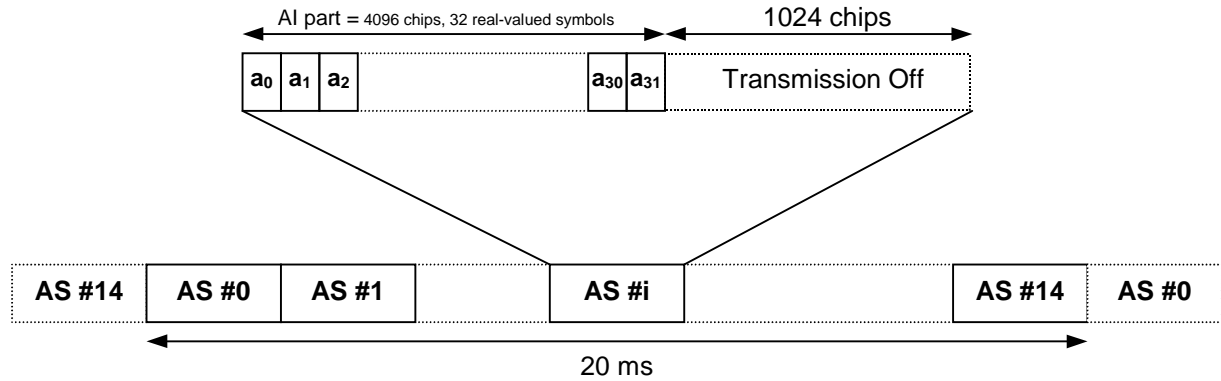 AI part = 4096 chips, 32 real-valued symbols
1024 chips
a0 a1 a2 a30 a31 Transmission Off
AS #14 AS #0 AS #1 AS #i AS #14 AS #0
20 ms